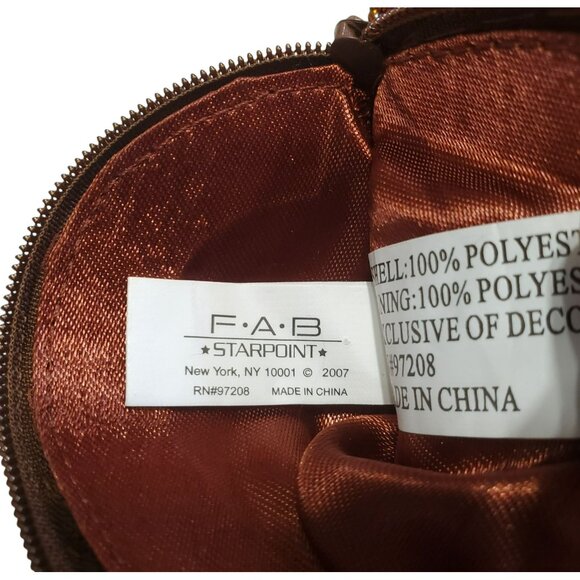 F·A·B
★STARPOINT★
New York, NY 10001 © 2007
RN#97208 MADE IN CHINA
HELL:100% POLYEST
NING:100% POLYES
CLUSIVE OF DECO
#97208
DE IN CHINA